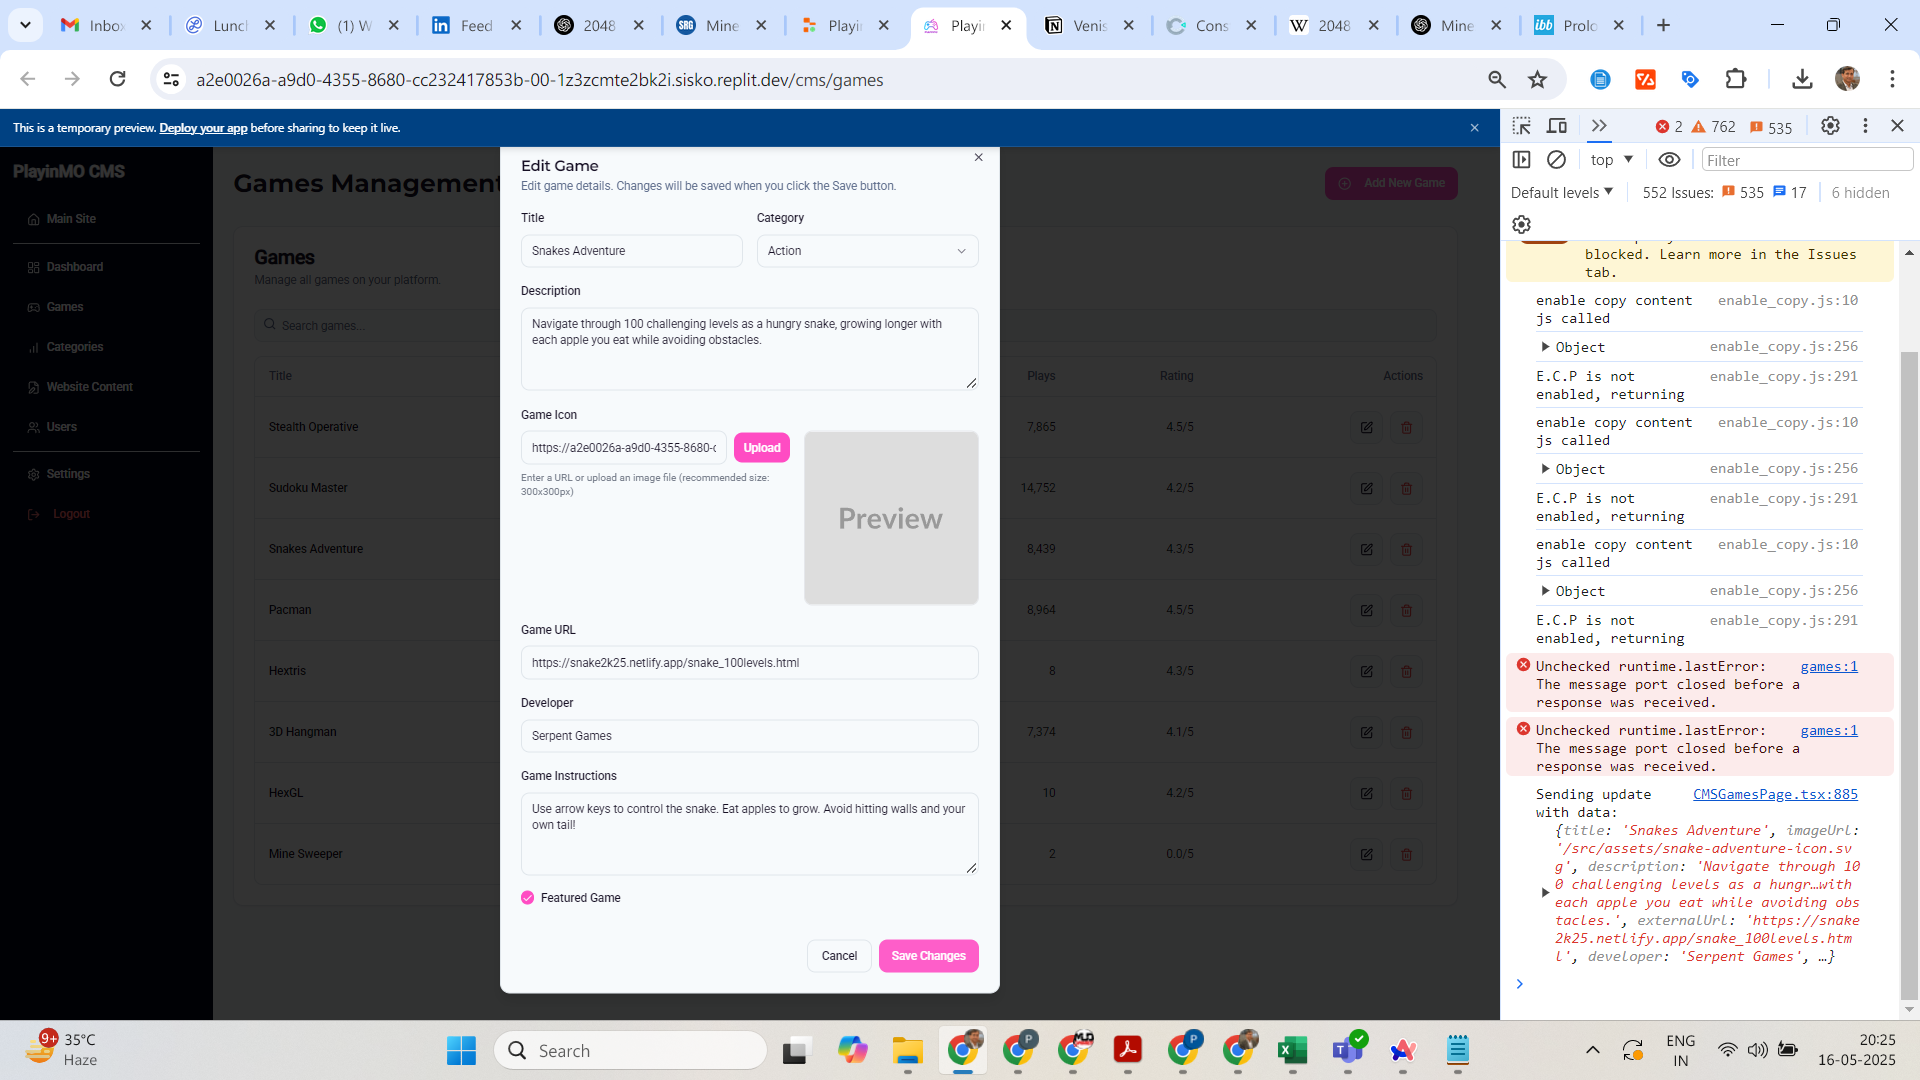 Inbo
Lunc
(1) W
Feed
2048
Mine
Playi
Playi
Venis
Cons
2048
Mine
Prolo
a2e0026a-a9d0-4355-8680-cc232417853b-00-1z3zcmte2bk2i.sisko.replit.dev/cms/games
This is a temporary preview. Deploy your app before sharing to keep it live.
PlayinMO CMS
Main Site
Dashboard
Games
Categories
Website Content
Users
Settings
Logout
Games Management
Add New Game
Games
Manage all games on your platform.
Search games...
Title
Plays
Rating
Actions
Stealth Operative
7,865
4.5/5
Sudoku Master
14,752
4.2/5
Snakes Adventure
8,439
4.3/5
Pacman
8,964
4.5/5
Hextris
8
4.3/5
3D Hangman
7,374
4.1/5
HexGL
10
4.2/5
Mine Sweeper
2
0.0/5
Edit Game
Edit game details. Changes will be saved when you click the Save button.
Title
Category
Snakes Adventure
Action
Description
Navigate through 100 challenging levels as a hungry snake, growing longer with
each apple you eat while avoiding obstacles.
Game Icon
https://a2e0026a-a9d0-4355-8680-c
Upload
Enter a URL or upload an image file (recommended size:
300x300px)
Preview
Game URL
https://snake2k25.netlify.app/snake_100levels.html
Developer
Serpent Games
Game Instructions
Use arrow keys to control the snake. Eat apples to grow. Avoid hitting walls and your
own tail!
Featured Game
Cancel
Save Changes
2
762
535
top
Filter
Default levels
552 Issues:
535
17
6 hidden
blocked. Learn more in the Issues
tab.
enable copy content enable_copy.js:10
js called
Object enable_copy.js:256
E.C.P is not enable_copy.js:291
enabled, returning
enable copy content enable_copy.js:10
js called
Object enable_copy.js:256
E.C.P is not enable_copy.js:291
enabled, returning
enable copy content enable_copy.js:10
js called
Object enable_copy.js:256
E.C.P is not enable_copy.js:291
enabled, returning
Unchecked runtime.lastError: games:1
The message port closed before a
response was received.
Unchecked runtime.lastError: games:1
The message port closed before a
response was received.
Sending update CMSGamesPage.tsx:885
with data:
{title: 'Snakes Adventure', imageUrl:
'/src/assets/snake-adventure-icon.sv
g', description: 'Navigate through 10
0 challenging levels as a hungr…with
each apple you eat while avoiding obs
tacles.', externalUrl: 'https://snake
2k25.netlify.app/snake_100levels.htm
l', developer: 'Serpent Games', …}
9+
35°C
Haze
Search
ENG
IN
20:25
16-05-2025